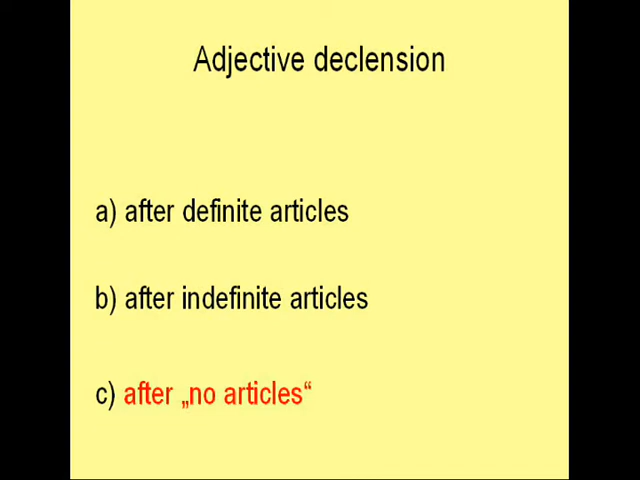 Adjective declension
a) after definite articles
b) after indefinite articles
c) after „no articles“